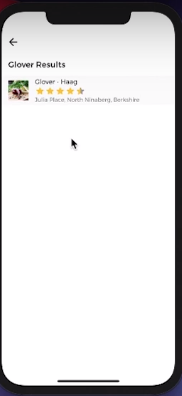 Glover Results
Glover - Haag
Julia Place, North Ninaberg, Berkshire